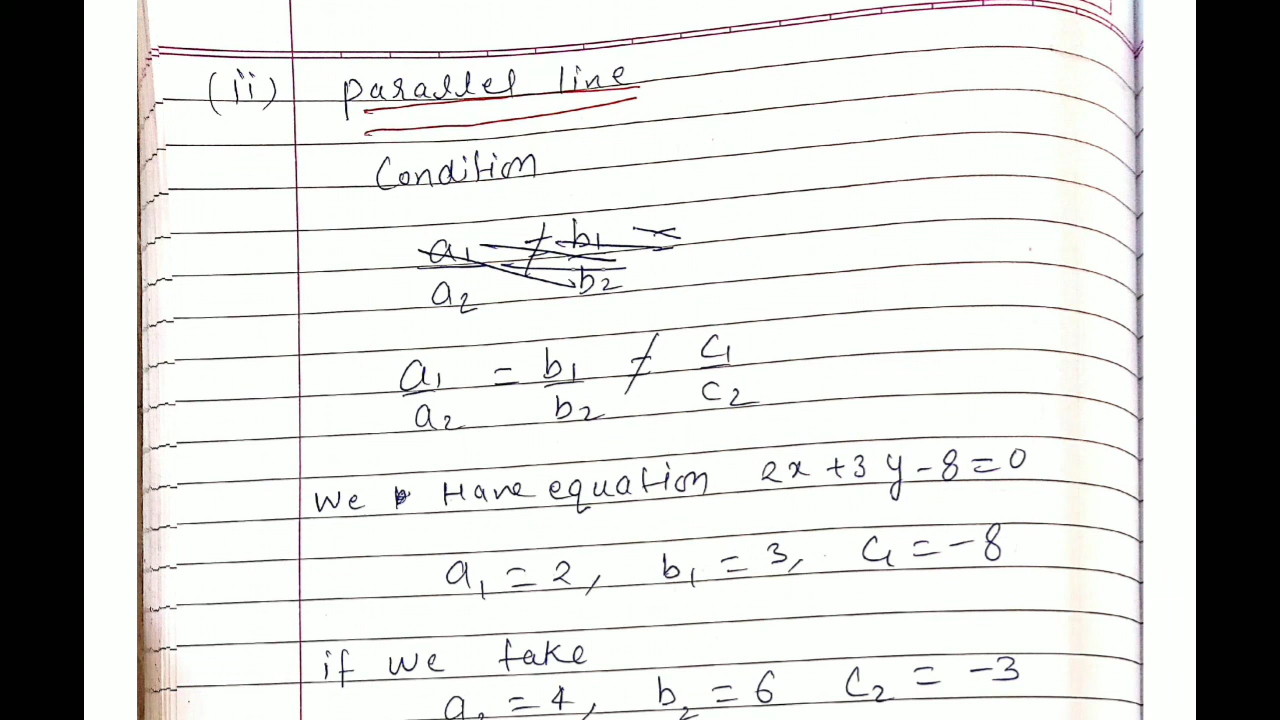 (ii) parallel line
Condition
a₁/a₂ ≠ b₁/b₂
a₁/a₂ = b₁/b₂ ≠ c₁/c₂
We Have equation 2x + 3y - 8 = 0
a₁ = 2, b₁ = 3, c₁ = -8
if we take
a₂ = 4, b₂ = 6 c₂ = -3